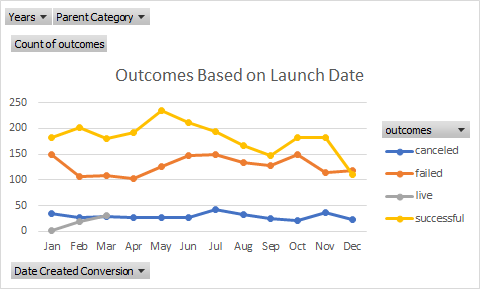 Years Parent Category
Count of outcomes
Outcomes Based on Launch Date
250
200
150
100
50
0
Jan Feb Mar Apr May Jun Jul Aug Sep Oct Nov Dec
outcomes
canceled
failed
live
successful
Date Created Conversion